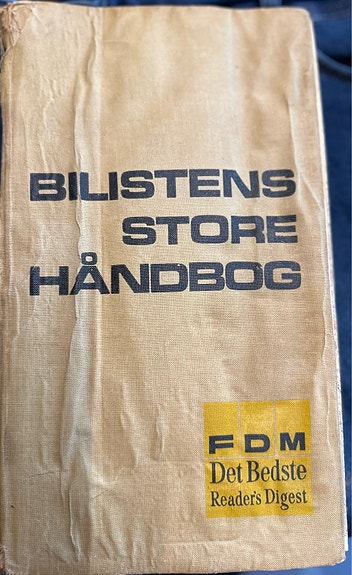 BILISTENS
STORE
HÅNDBOG
FDM
Det Bedste
Reader's Digest